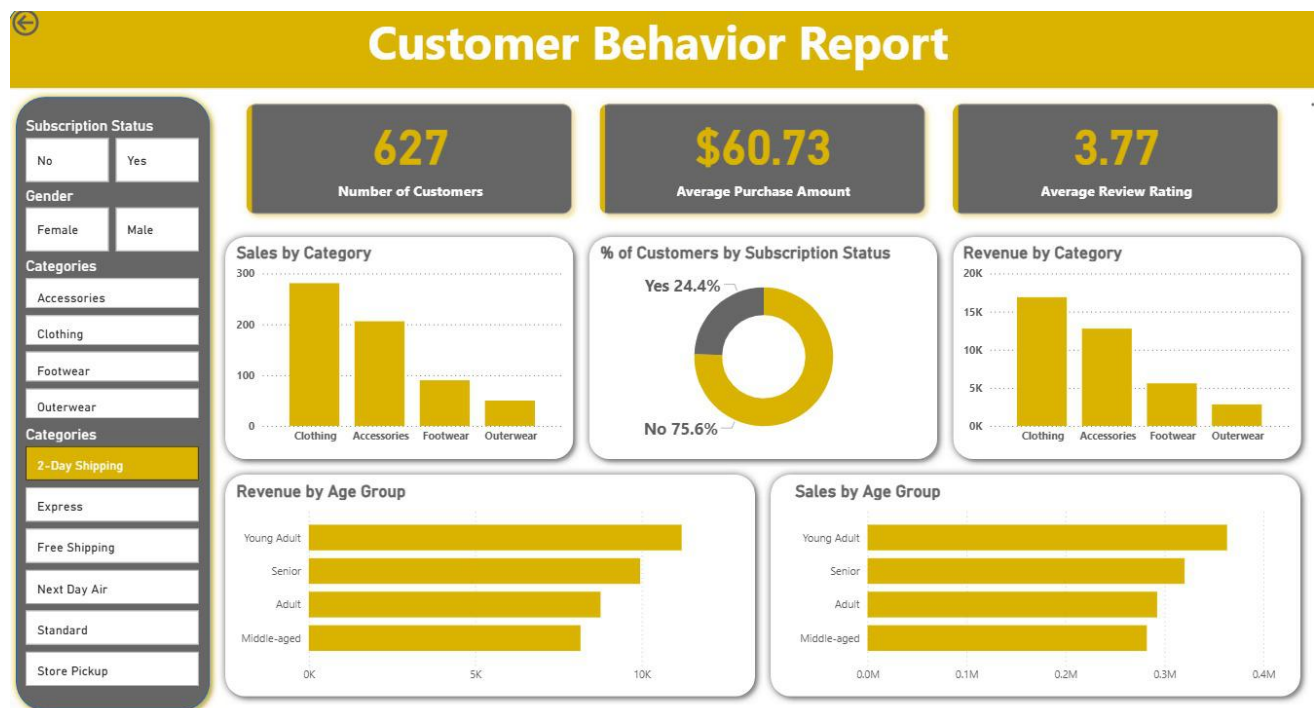 Customer Behavior Report
Subscription Status
No
Yes
Gender
Female
Male
Categories
Accessories
Clothing
Footwear
Outerwear
Categories
2-Day Shipping
Express
Free Shipping
Next Day Air
Standard
Store Pickup
627
Number of Customers
$60.73
Average Purchase Amount
3.77
Average Review Rating
Sales by Category
300
200
100
0
Clothing Accessories Footwear Outerwear
% of Customers by Subscription Status
Yes 24.4%
No 75.6%
Revenue by Category
20K
15K
10K
5K
0K
Clothing Accessories Footwear Outerwear
Revenue by Age Group
Young Adult
Senior
Adult
Middle-aged
0K 5K 10K
Sales by Age Group
Young Adult
Senior
Adult
Middle-aged
0.0M 0.1M 0.2M 0.3M 0.4M